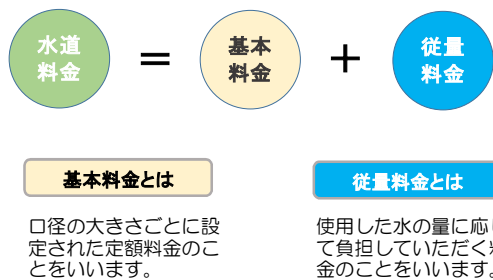 水道
料金
=
基本
料金
+
従量
料金
基本料金とは
口径の大きさごとに設
定された定額料金のこ
とをいいます。
従量料金とは
使用した水の量に応じ
て負担していただく料
金のことをいいます。